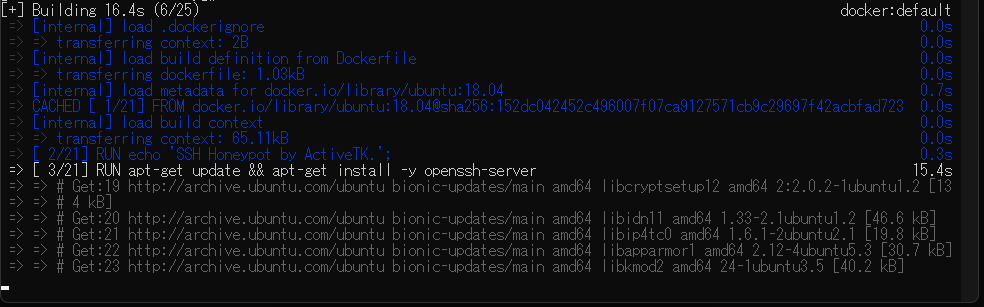 [+] Building 16.4s (6/25) docker:default
=> [internal] load .dockerignore 0.0s
=> => transferring context: 2B 0.0s
=> [internal] load build definition from Dockerfile 0.0s
=> => transferring dockerfile: 1.03kB 0.0s
=> [internal] load metadata for docker.io/library/ubuntu:18.04 0.7s
=> CACHED [ 1/21] FROM docker.io/library/ubuntu:18.04@sha256:152dc042452c496007f07ca9127571cb9c29697f42acbfad723 0.0s
=> [internal] load build context 0.0s
=> => transferring context: 65.11kB 0.0s
=> [ 2/21] RUN echo 'SSH Honeypot by ActiveTK.'; 0.3s
=> [ 3/21] RUN apt-get update && apt-get install -y openssh-server 15.4s
=> => # Get:19 http://archive.ubuntu.com/ubuntu bionic-updates/main amd64 libcryptsetup12 amd64 2:2.0.2-1ubuntu1.2 [13
=> => # 4 kB]
=> => # Get:20 http://archive.ubuntu.com/ubuntu bionic-updates/main amd64 libidn11 amd64 1.33-2.1ubuntu1.2 [46.6 kB]
=> => # Get:21 http://archive.ubuntu.com/ubuntu bionic-updates/main amd64 libip4tc0 amd64 1.6.1-2ubuntu2.1 [19.8 kB]
=> => # Get:22 http://archive.ubuntu.com/ubuntu bionic-updates/main amd64 libapparmor1 amd64 2.12-4ubuntu5.3 [30.7 kB]
=> => # Get:23 http://archive.ubuntu.com/ubuntu bionic-updates/main amd64 libkmod2 amd64 24-1ubuntu3.5 [40.2 kB]